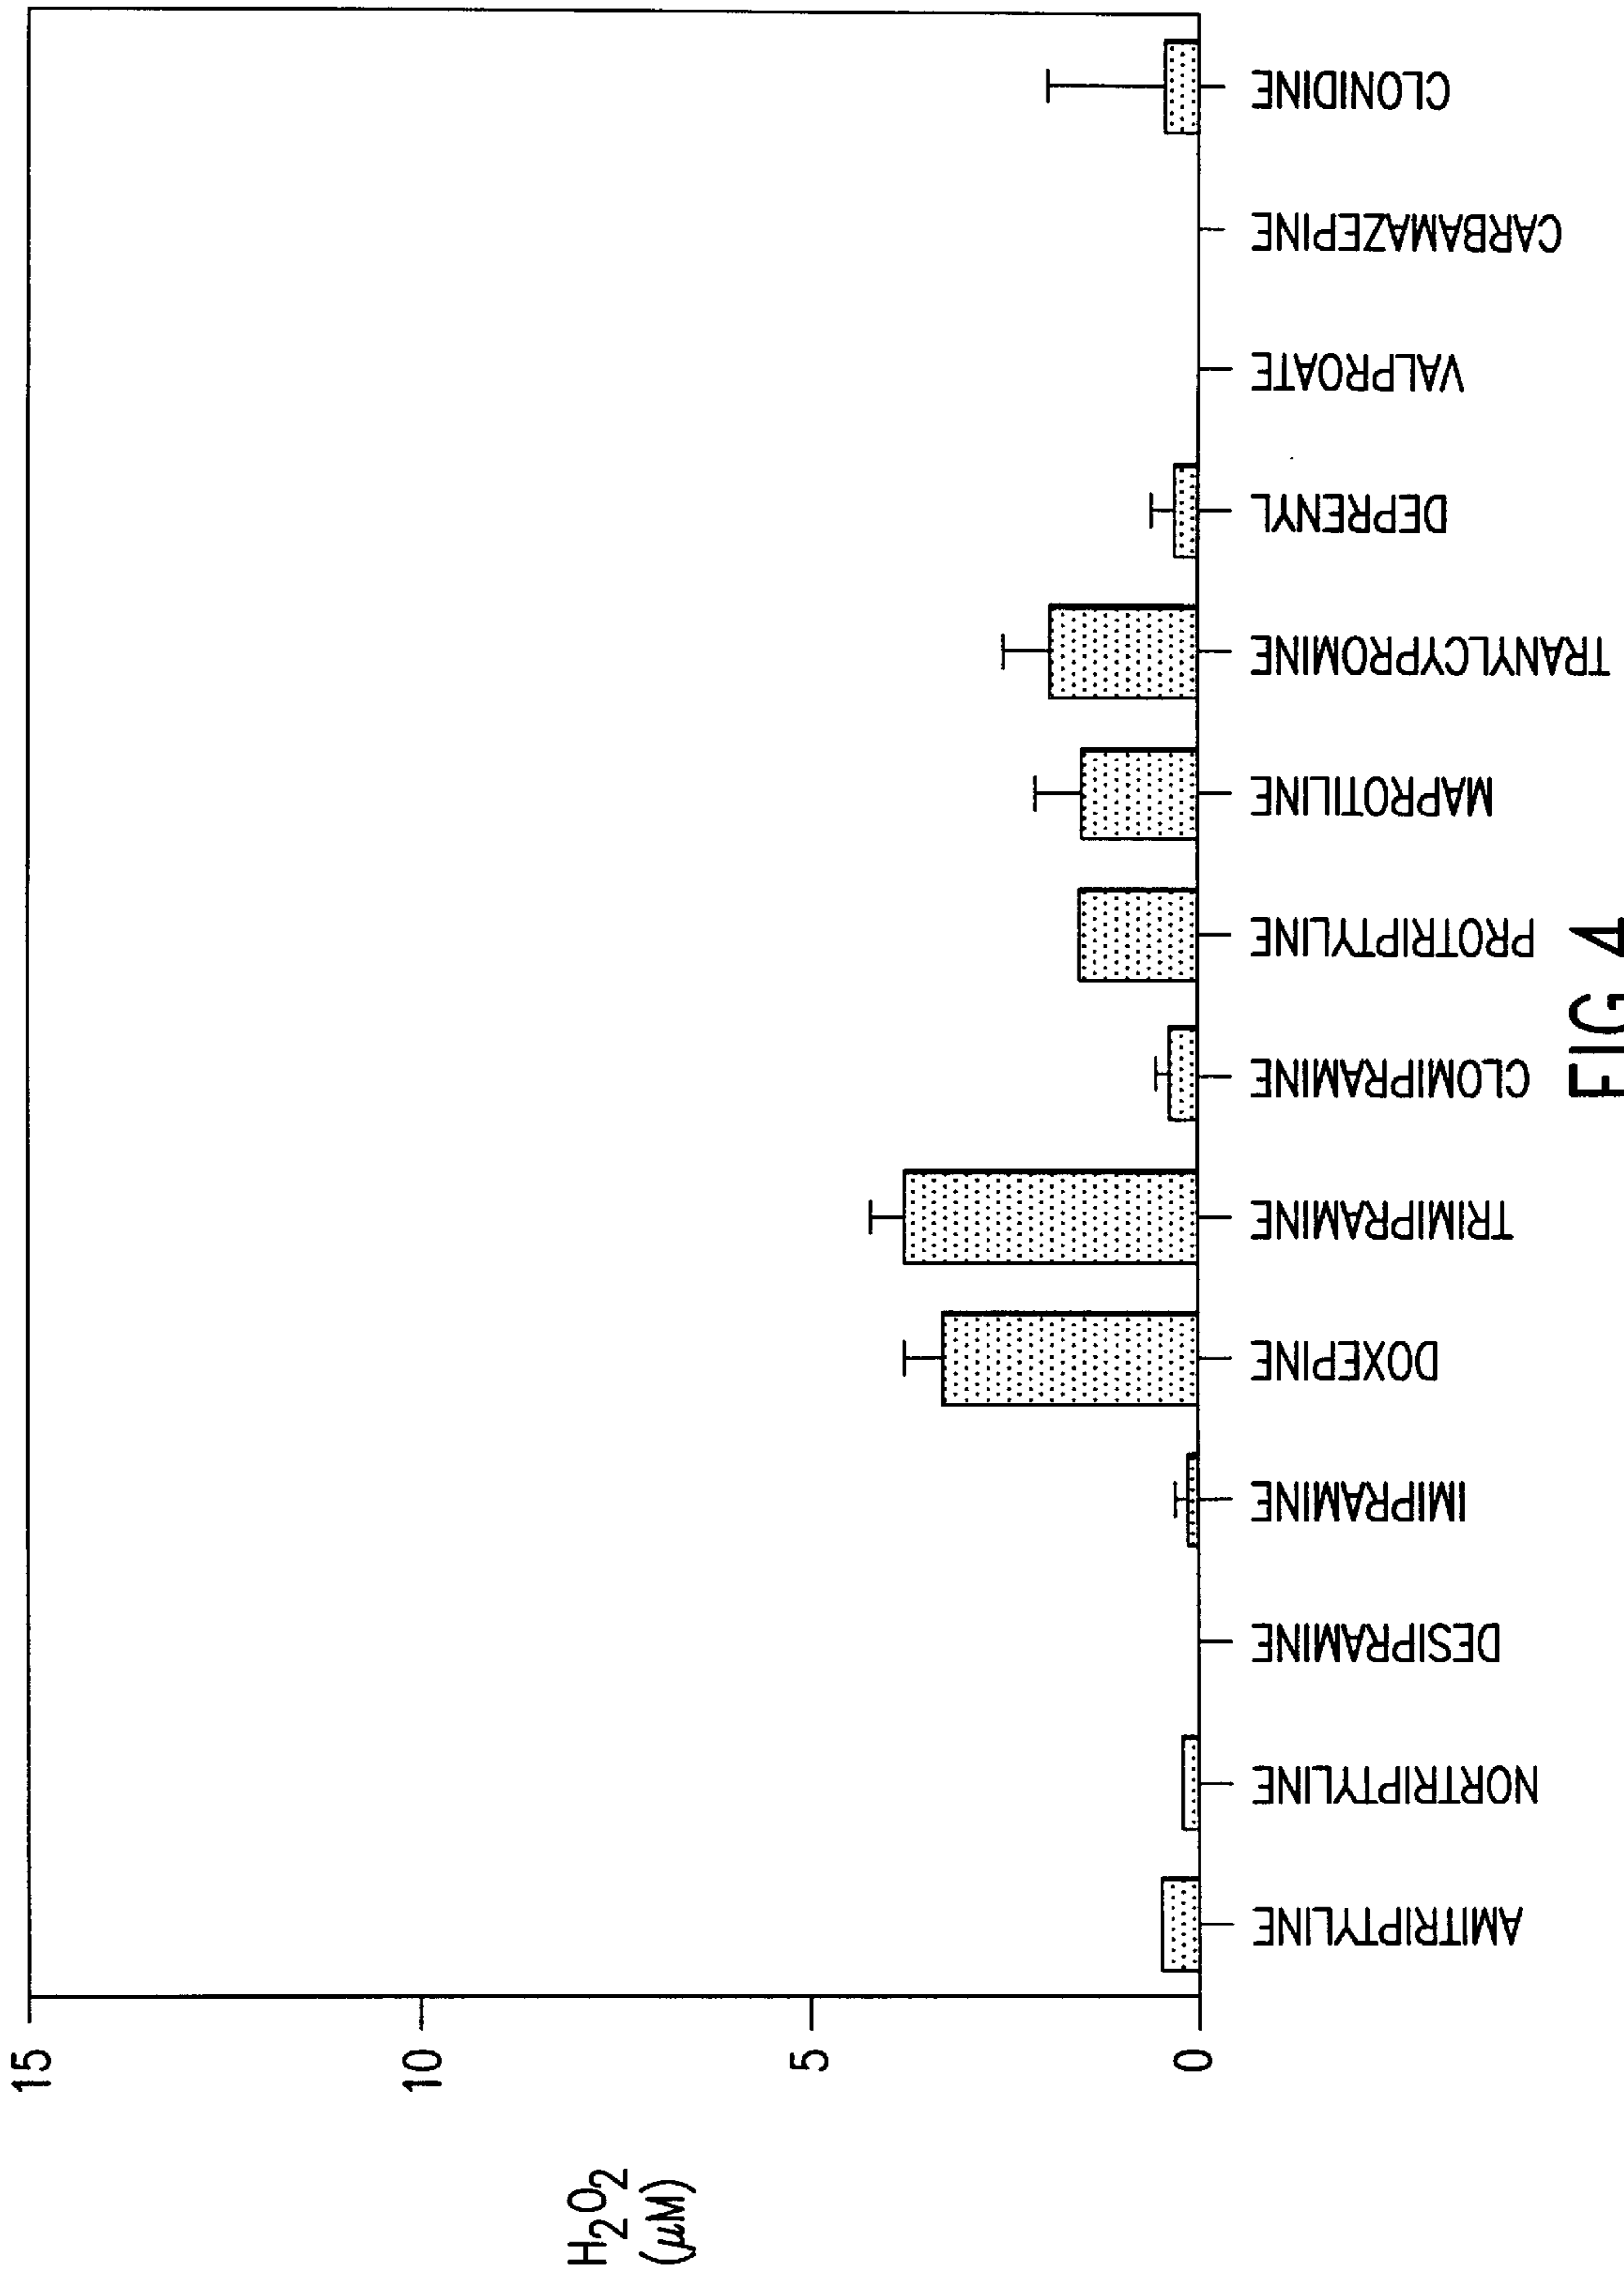 15
10
5
0
H₂O₂
(μM)
AMITRIPTYLINE
NORTRIPTYLINE
DESIPRAMINE
IMIPRAMINE
DOXEPINE
TRIMIPRAMINE
CLOMIPRAMINE
PROTRIPTYLINE
MAPROTILINE
TRANYLCYPROMINE
DEPRENYL
VALPROATE
CARBAMAZEPINE
CLONIDINE
FIG.4